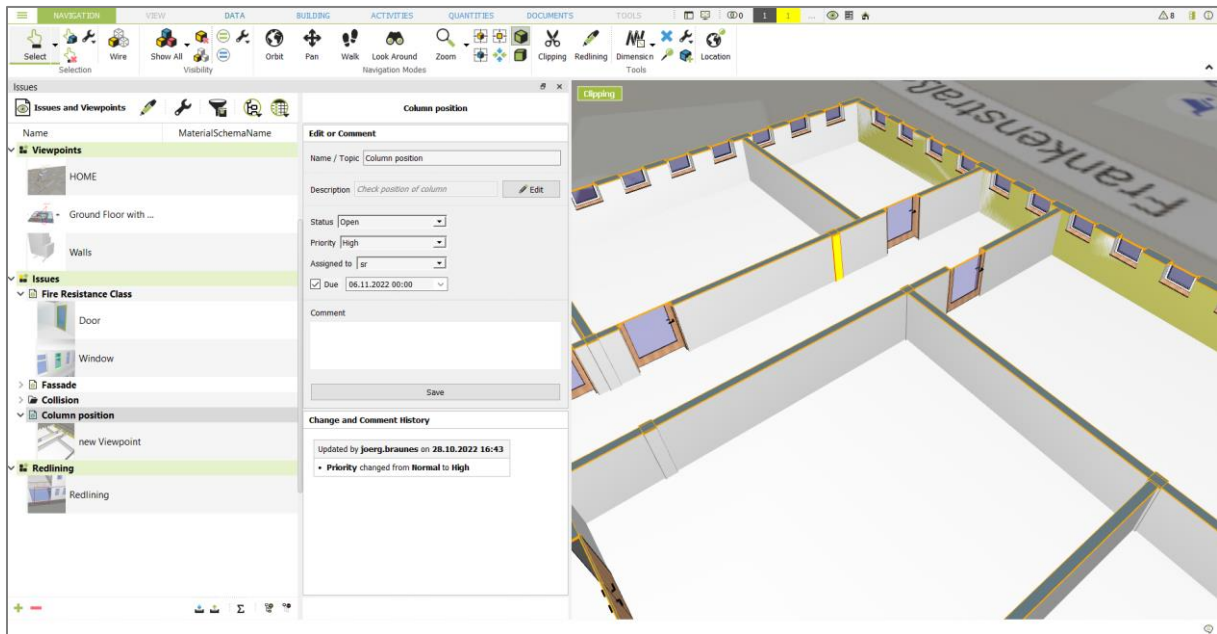 NAVIGATION VIEW DATA BUILDING ACTIVITIES QUANTITIES DOCUMENTS TOOLS 0 1 1 ... 8
Select Wire Show All Orbit Pan Walk Look Around Zoom Clipping Redlining Dimension Location
Selection Visibility Navigation Modes Tools
Issues
Issues and Viewpoints
Name MaterialSchemaName
Viewpoints
HOME
Ground Floor with ...
Walls
Issues
Fire Resistance Class
Door
Window
Fassade
Collision
Column position
new Viewpoint
Redlining
Redlining
Column position
Edit or Comment
Name / Topic Column position
Description Check position of column Edit
Status Open
Priority High
Assigned to sr
Due 06.11.2022 00:00
Comment
Save
Change and Comment History
Updated by joerg.braunes on 28.10.2022 16:43
• Priority changed from Normal to High
Clipping
Frankenstraß